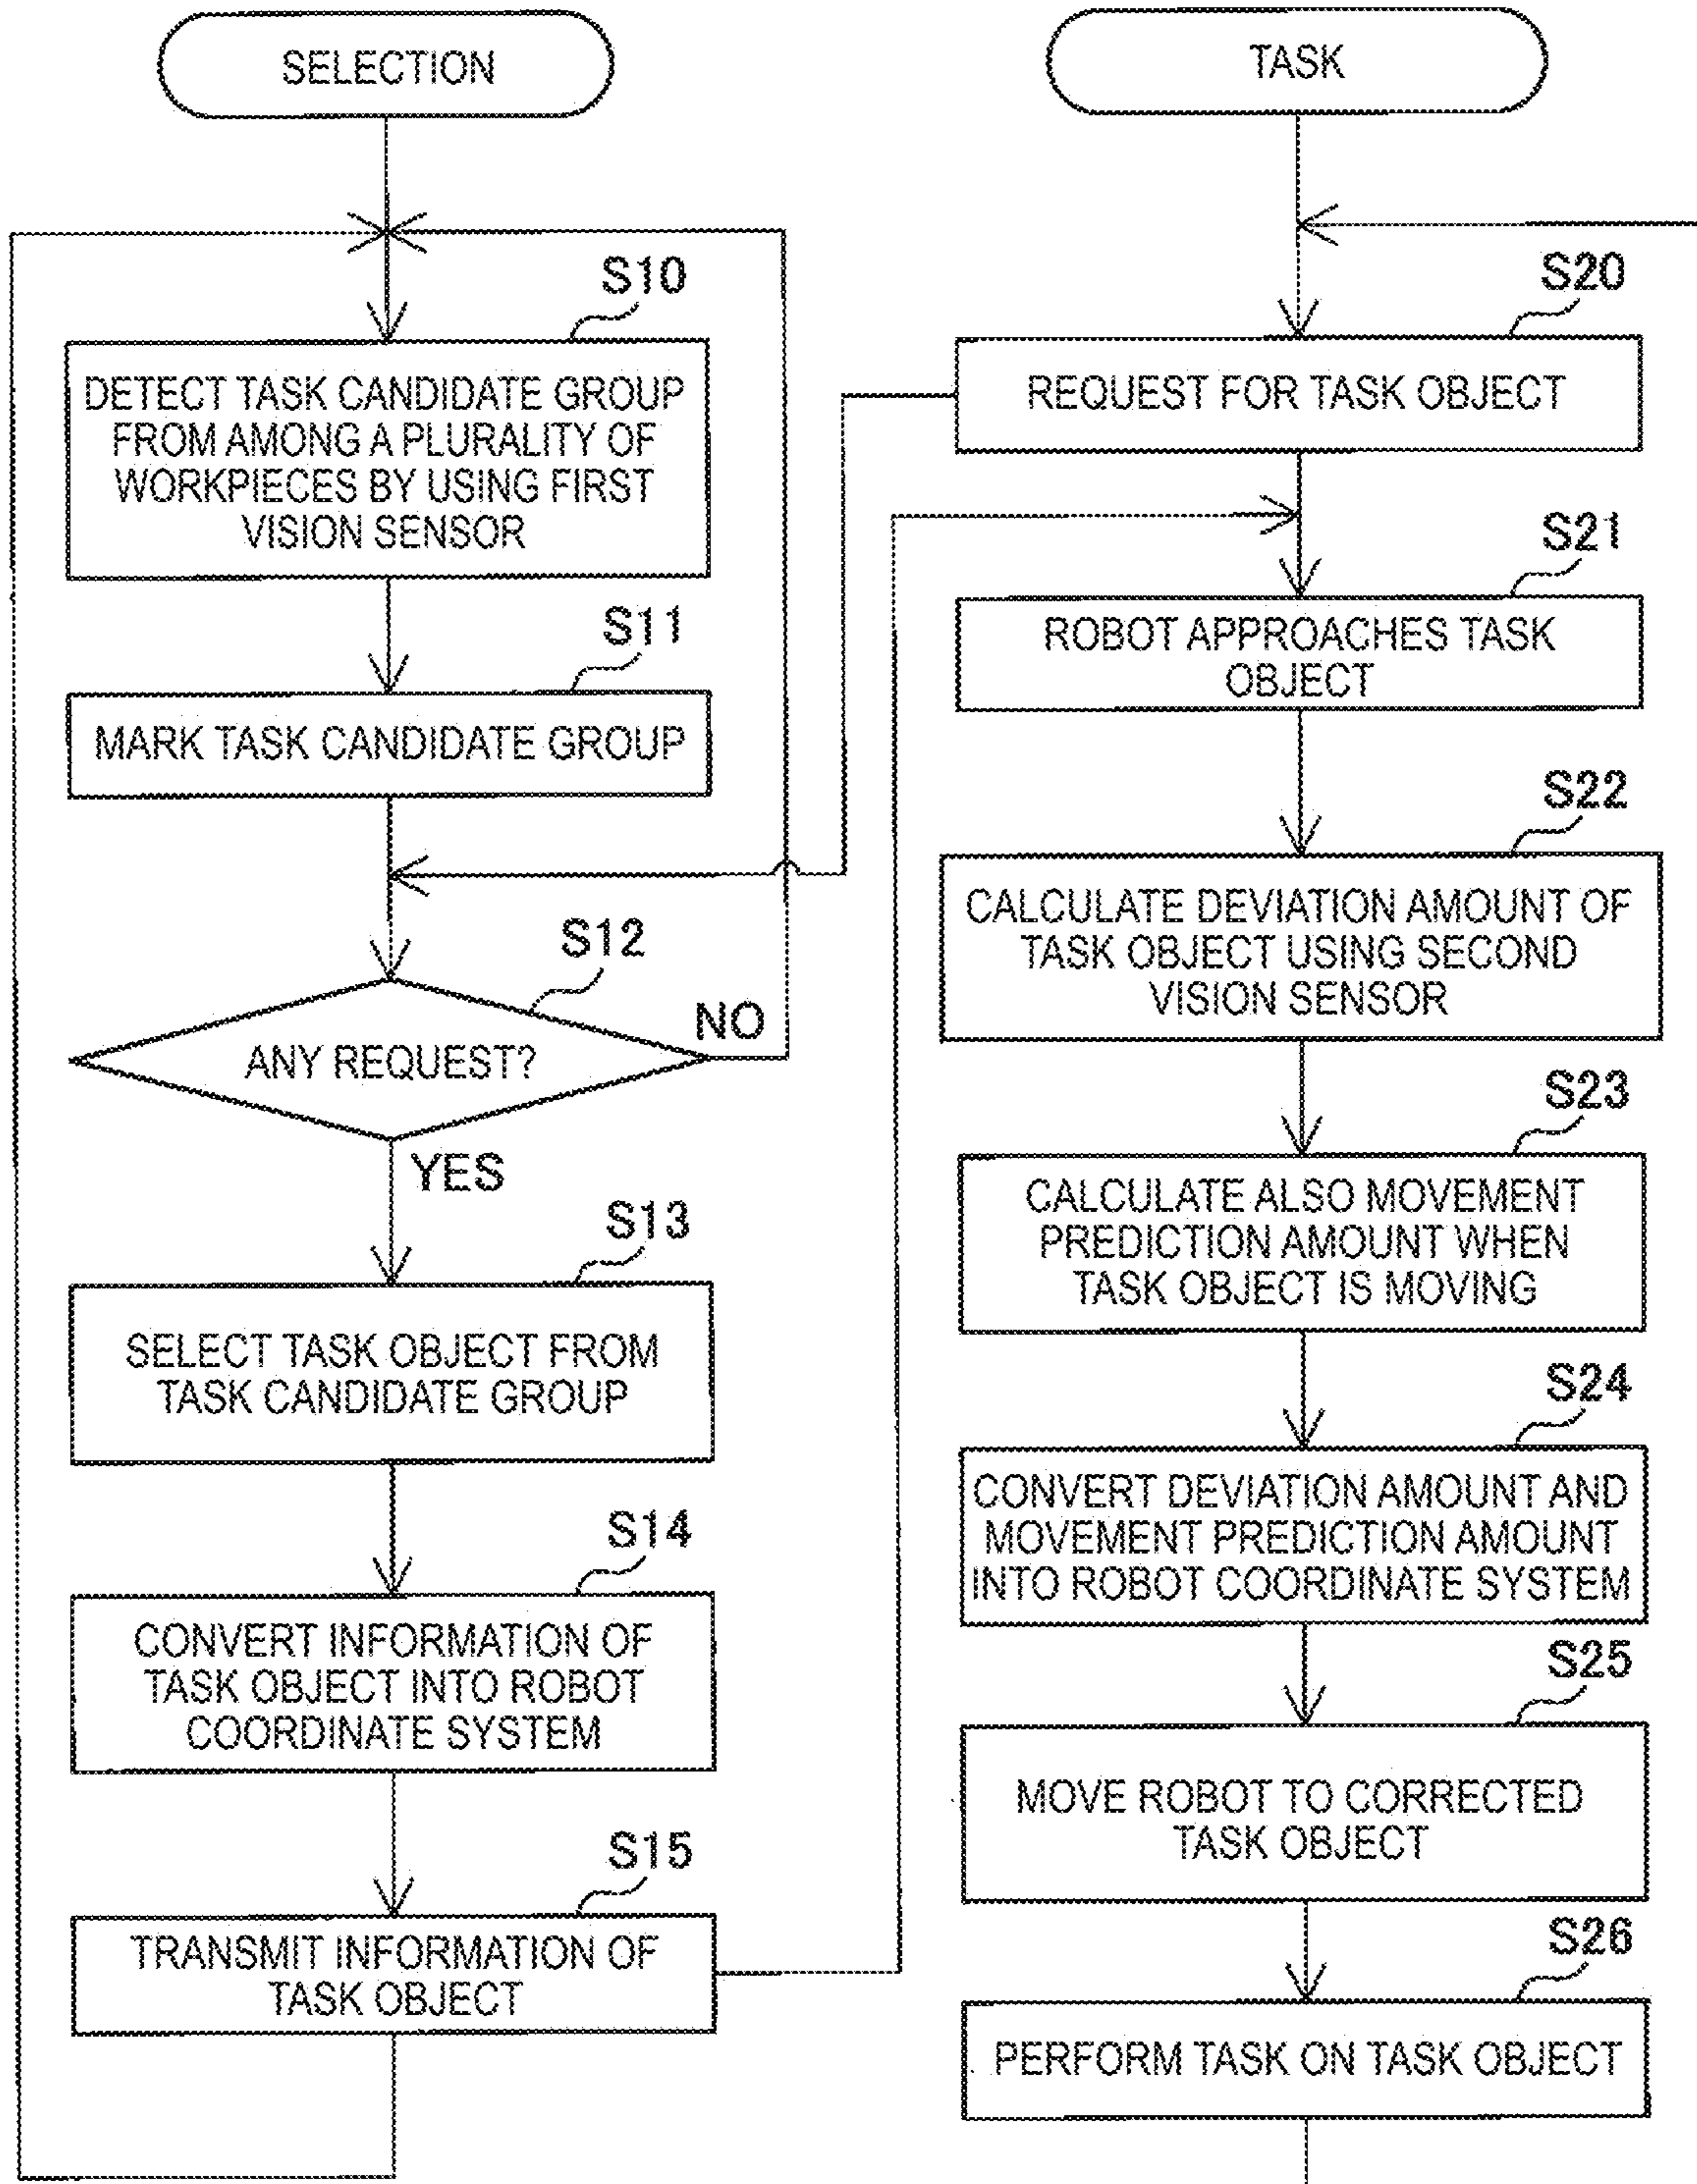 SELECTION
S10
DETECT TASK CANDIDATE GROUP
FROM AMONG A PLURALITY OF
WORKPIECES BY USING FIRST
VISION SENSOR
S11
MARK TASK CANDIDATE GROUP
S12
ANY REQUEST?
NO
YES
S13
SELECT TASK OBJECT FROM
TASK CANDIDATE GROUP
S14
CONVERT INFORMATION OF
TASK OBJECT INTO ROBOT
COORDINATE SYSTEM
S15
TRANSMIT INFORMATION OF
TASK OBJECT
TASK
S20
REQUEST FOR TASK OBJECT
S21
ROBOT APPROACHES TASK
OBJECT
S22
CALCULATE DEVIATION AMOUNT OF
TASK OBJECT USING SECOND
VISION SENSOR
S23
CALCULATE ALSO MOVEMENT
PREDICTION AMOUNT WHEN
TASK OBJECT IS MOVING
S24
CONVERT DEVIATION AMOUNT AND
MOVEMENT PREDICTION AMOUNT
INTO ROBOT COORDINATE SYSTEM
S25
MOVE ROBOT TO CORRECTED
TASK OBJECT
S26
PERFORM TASK ON TASK OBJECT